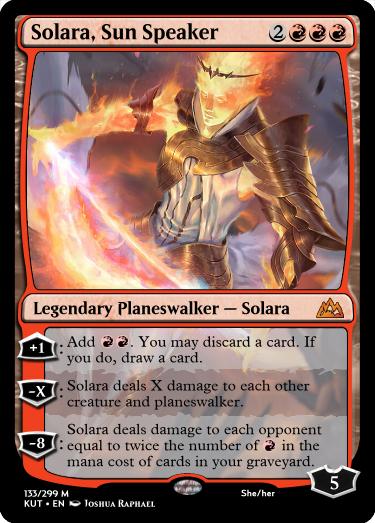 Solara, Sun Speaker 2
Legendary Planeswalker — Solara
+1: Add . You may discard a card. If
you do, draw a card.
-X: Solara deals X damage to each other
creature and planeswalker.
-8: Solara deals damage to each opponent
equal to twice the number of in the
mana cost of cards in your graveyard.
5
133/299 M She/her
KUT • EN Joshua Raphael